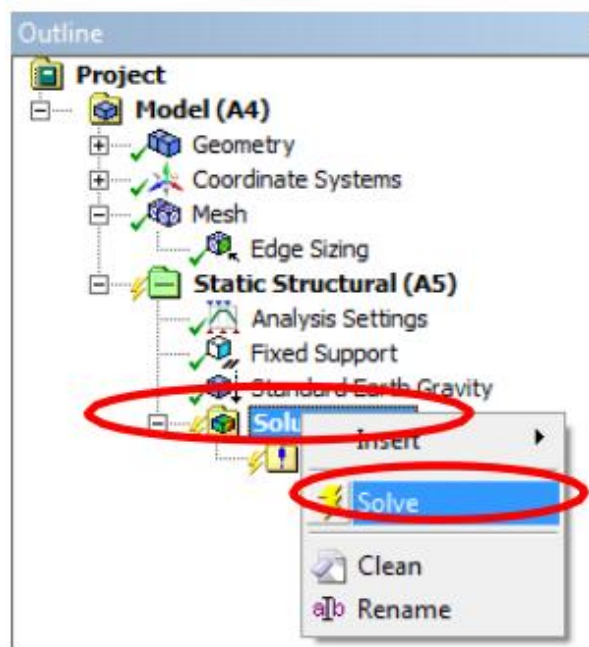 Outline
Project
Model (A4)
Geometry
Coordinate Systems
Mesh
Edge Sizing
Static Structural (A5)
Analysis Settings
Fixed Support
Standard Earth Gravity
Insert
Solve
Clean
Rename